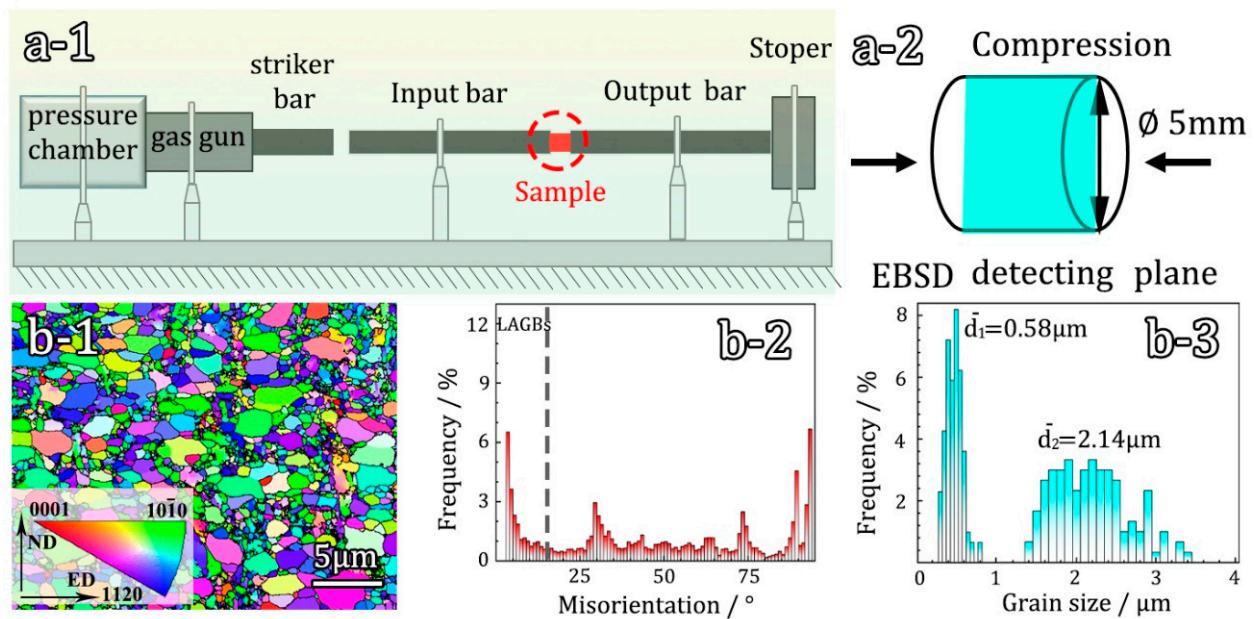 a-1
striker
bar
Input bar
Output bar
Stoper
pressure
chamber
gas gun
Sample
a-2
Compression
Ø 5mm
EBSD detecting plane
b-1
0001
10-10
ND
ED
1120
5μm
b-2
LAGBs
12
9
6
3
0
25
50
75
Frequency / %
Misorientation / °
b-3
d̄₁=0.58μm
d̄₂=2.14μm
8
6
4
2
0
1
2
3
4
Frequency / %
Grain size / μm